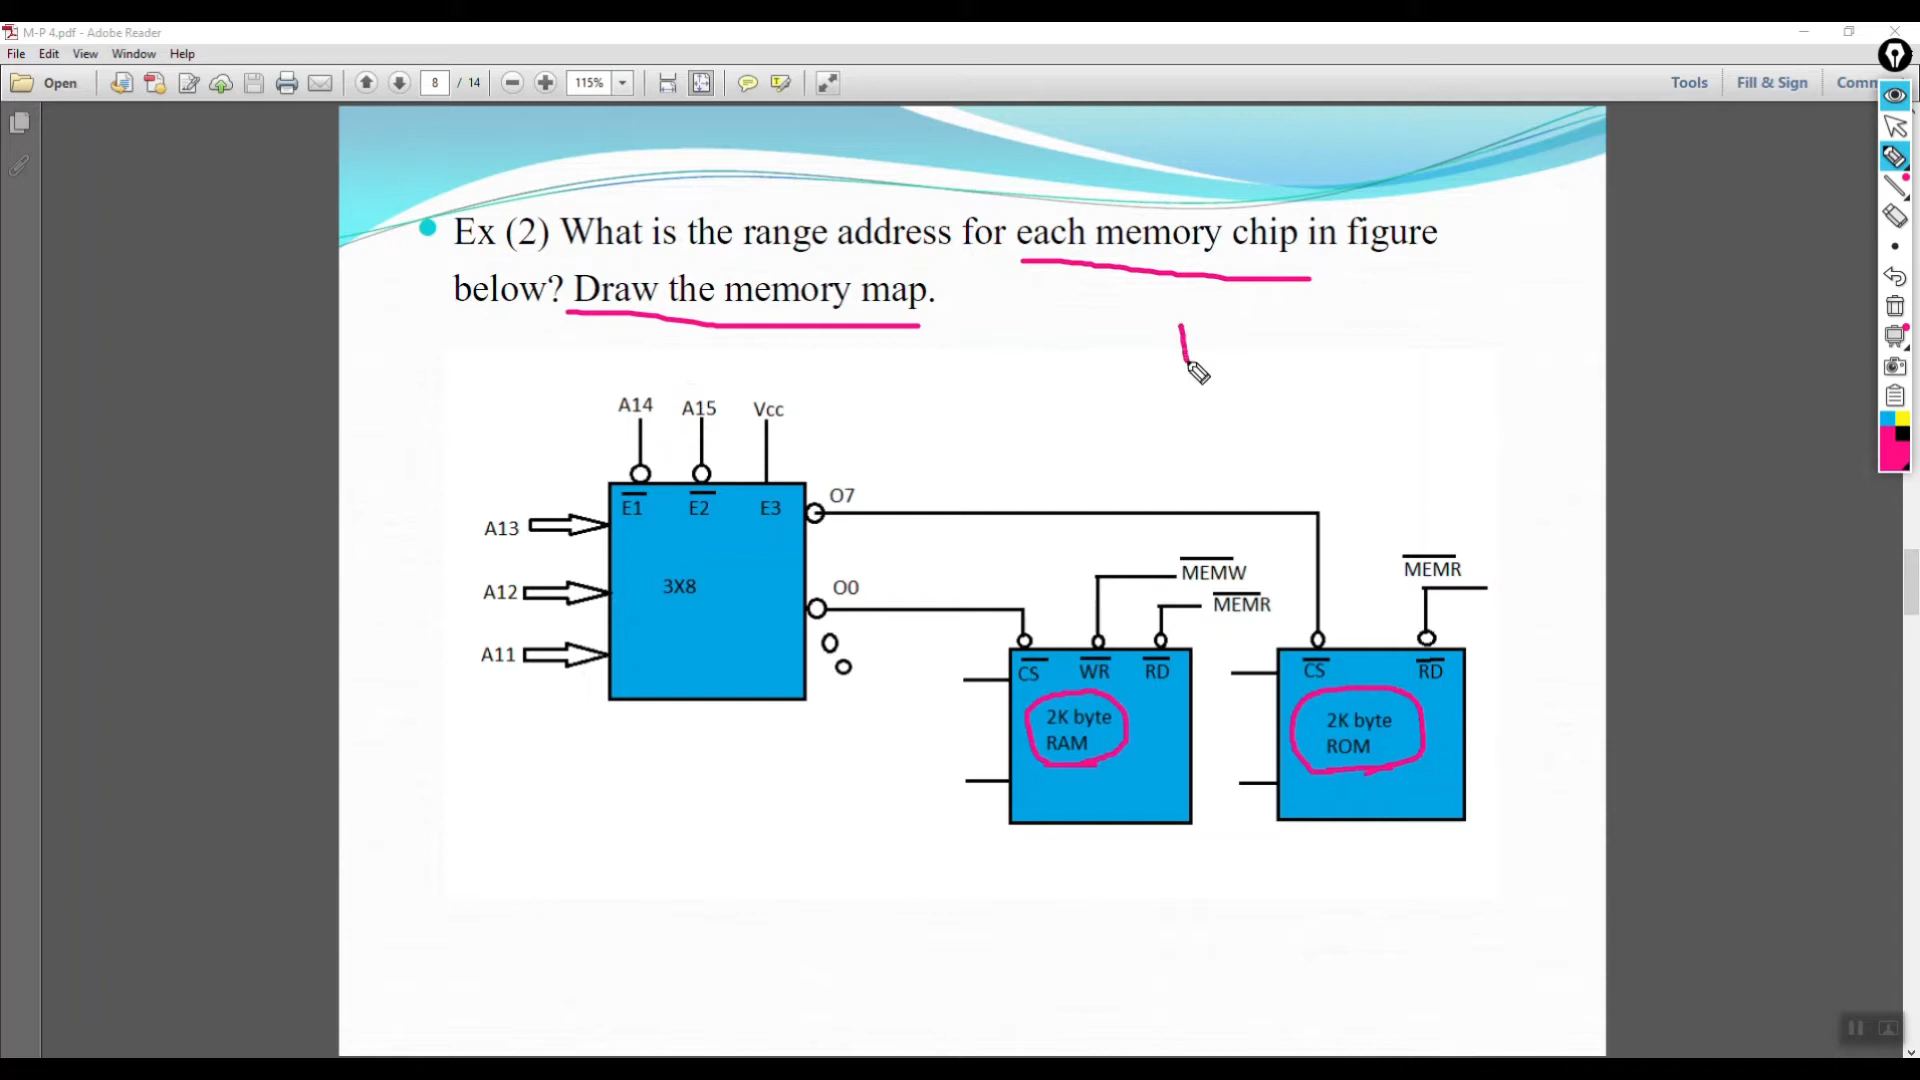 M-P 4.pdf - Adobe Reader
File Edit View Window Help
Open 8 / 14 115% Tools Fill & Sign Comm
Ex (2) What is the range address for each memory chip in figure
below? Draw the memory map.
A14 A15 Vcc
E1 E2 E3
O7
A13
3X8
A12
O0
A11
MEMW
MEMR
MEMR
CS WR RD
2K byte
RAM
CS RD
2K byte
ROM